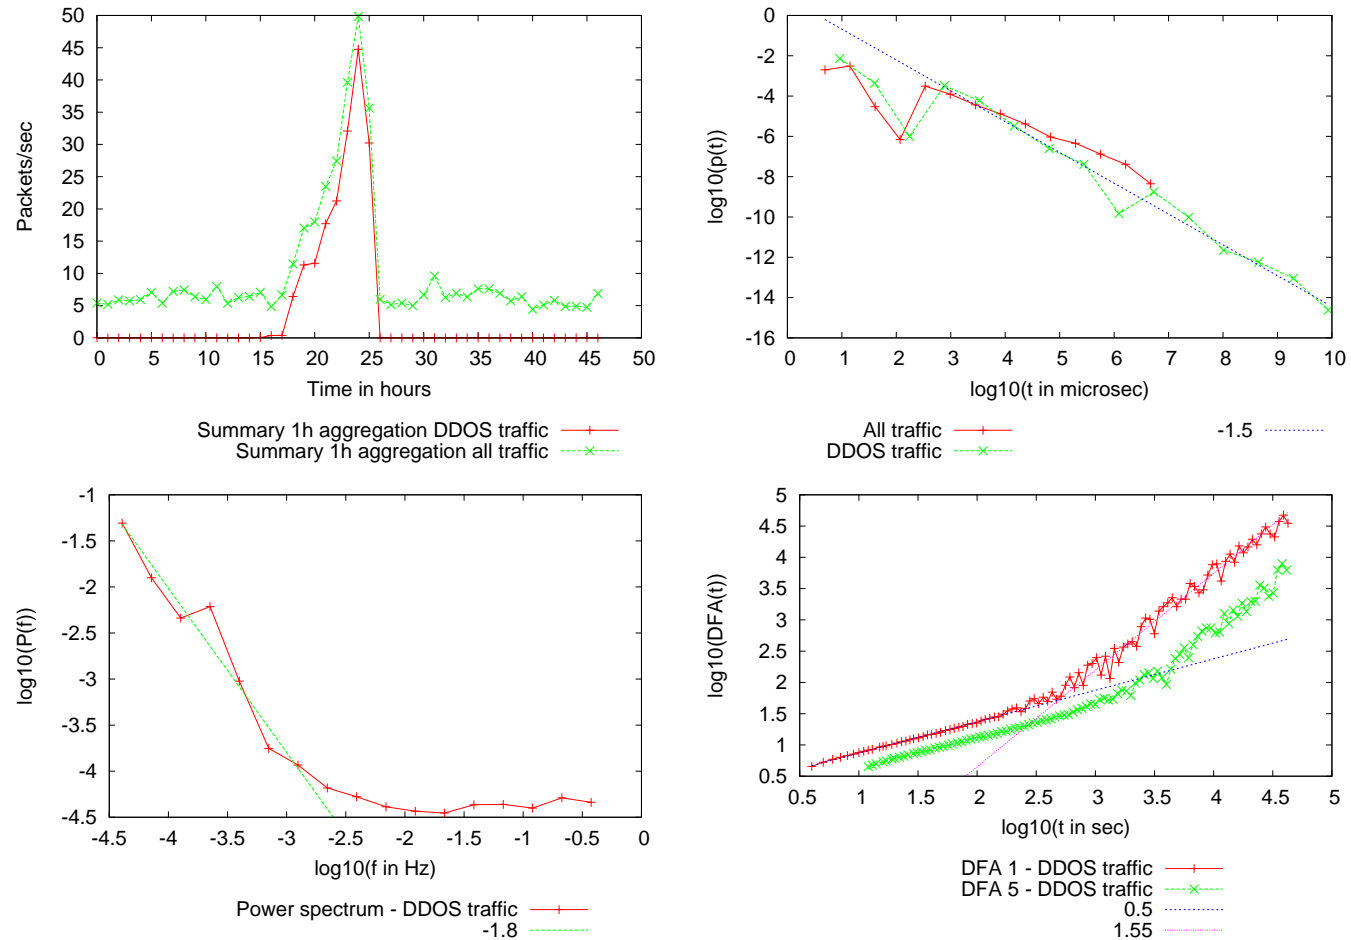 50
45
40
35
30
25
20
15
10
5
0
Packets/sec
0 5 10 15 20 25 30 35 40 45 50
Time in hours
Summary 1h aggregation DDOS traffic
Summary 1h aggregation all traffic
0
-2
-4
-6
-8
-10
-12
-14
-16
log10(p(t))
0 1 2 3 4 5 6 7 8 9 10
log10(t in microsec)
All traffic
DDOS traffic
-1.5
-1
-1.5
-2
-2.5
-3
-3.5
-4
-4.5
log10(P(f))
-4.5 -4 -3.5 -3 -2.5 -2 -1.5 -1 -0.5 0
log10(f in Hz)
Power spectrum - DDOS traffic
-1.8
5
4.5
4
3.5
3
2.5
2
1.5
1
0.5
log10(DFA(t))
0.5 1 1.5 2 2.5 3 3.5 4 4.5 5
log10(t in sec)
DFA 1 - DDOS traffic
DFA 5 - DDOS traffic
0.5
1.55